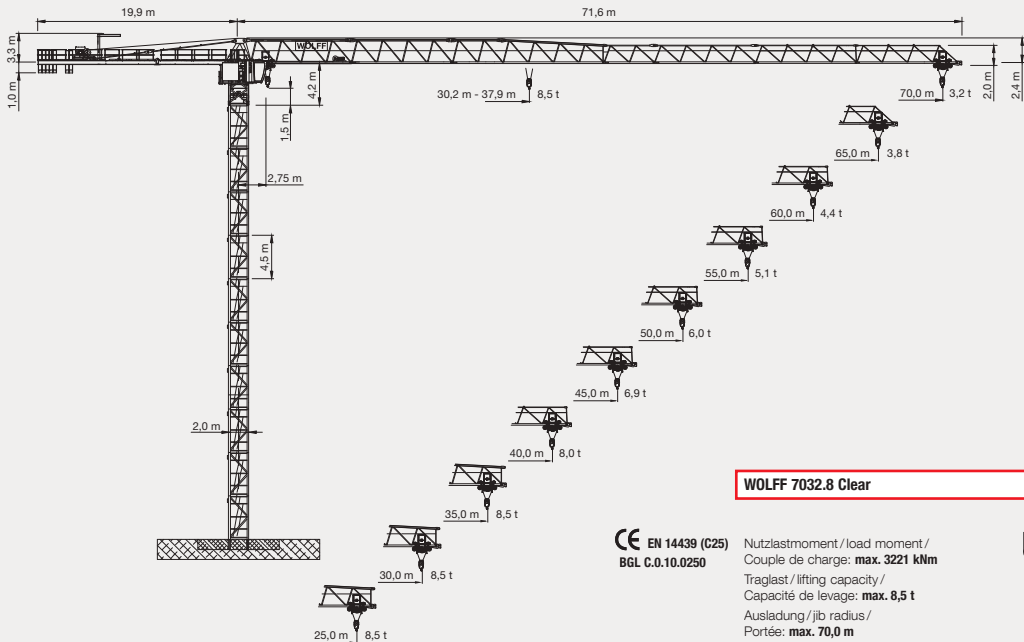 19,9 m
71,6 m
3,3 m
1,0 m
WOLFF
4,2 m
1,5 m
2,75 m
30,2 m - 37,9 m
8,5 t
70,0 m
3,2 t
2,0 m
2,4 m
65,0 m
3,8 t
60,0 m
4,4 t
4,5 m
55,0 m
5,1 t
50,0 m
6,0 t
45,0 m
6,9 t
2,0 m
40,0 m
8,0 t
35,0 m
8,5 t
30,0 m
8,5 t
25,0 m
8,5 t
WOLFF 7032.8 Clear
CE EN 14439 (C25)
BGL C.0.10.0250
Nutzlastmoment / load moment /
Couple de charge: max. 3221 kNm
Traglast / lifting capacity /
Capacité de levage: max. 8,5 t
Ausladung / jib radius /
Portée: max. 70,0 m